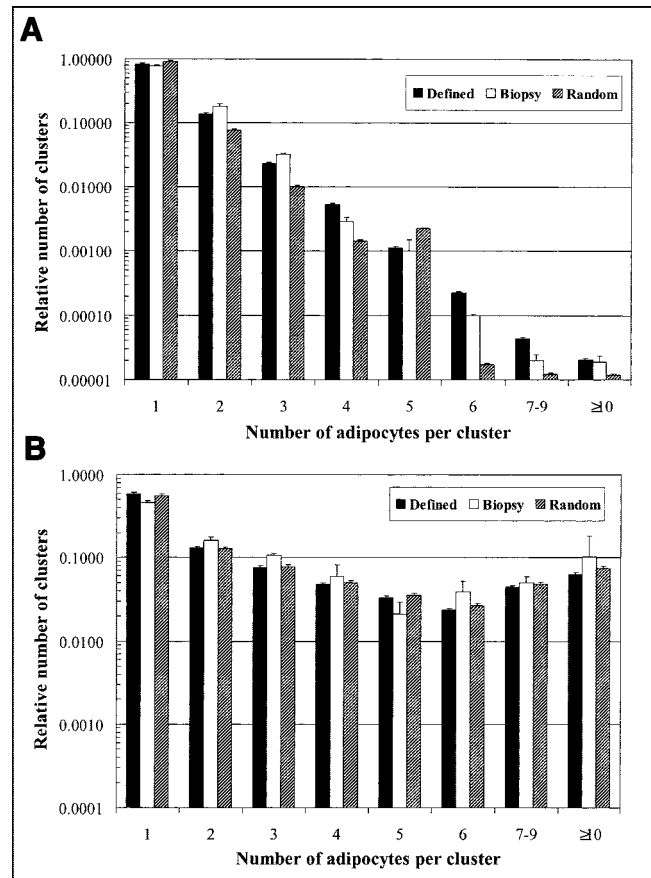 A
1.00000
0.10000
0.01000
0.00100
0.00010
0.00001
Relative number of clusters
Defined Biopsy Random
1 2 3 4 5 6 7-9 ≥10
Number of adipocytes per cluster
B
1.0000
0.1000
0.0100
0.0010
0.0001
Relative number of clusters
Defined Biopsy Random
1 2 3 4 5 6 7-9 ≥10
Number of adipocytes per cluster